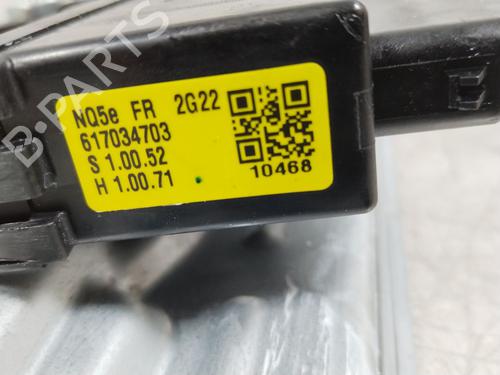 NQ5e FR 2G22
617034703
S 1.00.52
H 1.00.71
10468
B-PARTS